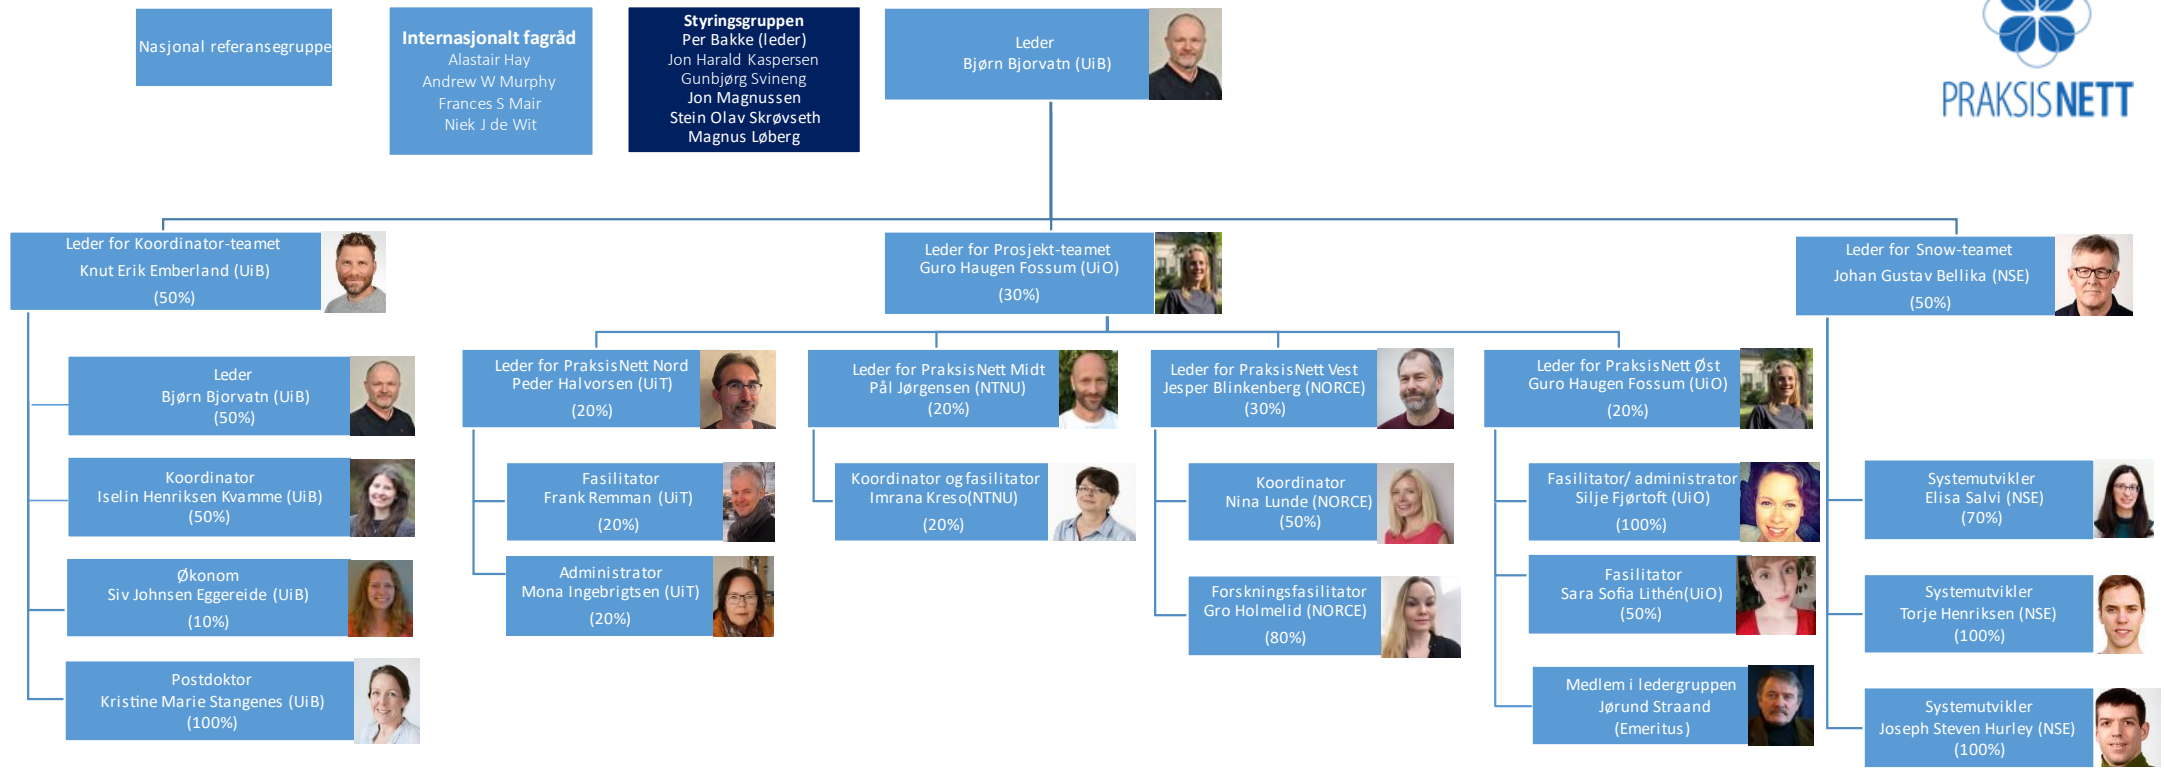 Nasjonal referansegruppe
Internasjonalt fagråd
Alastair Hay
Andrew W Murphy
Frances S Mair
Niek J de Wit
Styringsgruppen
Per Bakke (leder)
Jon Harald Kaspersen
Gunbjørg Svineng
Jon Magnussen
Stein Olav Skrøvseth
Magnus Løberg
Leder
Bjørn Bjorvatn (UiB)
PRAKSISNETT
Leder for Koordinator-teamet
Knut Erik Emberland (UiB)
(50%)
Leder for Prosjekt-teamet
Guro Haugen Fossum (UiO)
(30%)
Leder for Snow-teamet
Johan Gustav Bellika (NSE)
(50%)
Leder
Bjørn Bjorvatn (UiB)
(50%)
Koordinator
Iselin Henriksen Kvamme (UiB)
(50%)
Økonom
Siv Johnsen Eggereide (UiB)
(10%)
Postdoktor
Kristine Marie Stangenes (UiB)
(100%)
Leder for PraksisNett Nord
Peder Halvorsen (UiT)
(20%)
Fasilitator
Frank Remman (UiT)
(20%)
Administrator
Mona Ingebrigtsen (UiT)
(20%)
Leder for PraksisNett Midt
Pål Jørgensen (NTNU)
(20%)
Koordinator og fasilitator
Imrana Kreso(NTNU)
(20%)
Leder for PraksisNett Vest
Jesper Blinkenberg (NORCE)
(30%)
Koordinator
Nina Lunde (NORCE)
(50%)
Forskningsfasilitator
Gro Holmelid (NORCE)
(80%)
Leder for PraksisNett Øst
Guro Haugen Fossum (UiO)
(20%)
Fasilitator/ administrator
Silje Fjørtoft (UiO)
(100%)
Fasilitator
Sara Sofia Lithén(UiO)
(50%)
Medlem i ledergruppen
Jørund Straand
(Emeritus)
Systemutvikler
Elisa Salvi (NSE)
(70%)
Systemutvikler
Torje Henriksen (NSE)
(100%)
Systemutvikler
Joseph Steven Hurley (NSE)
(100%)